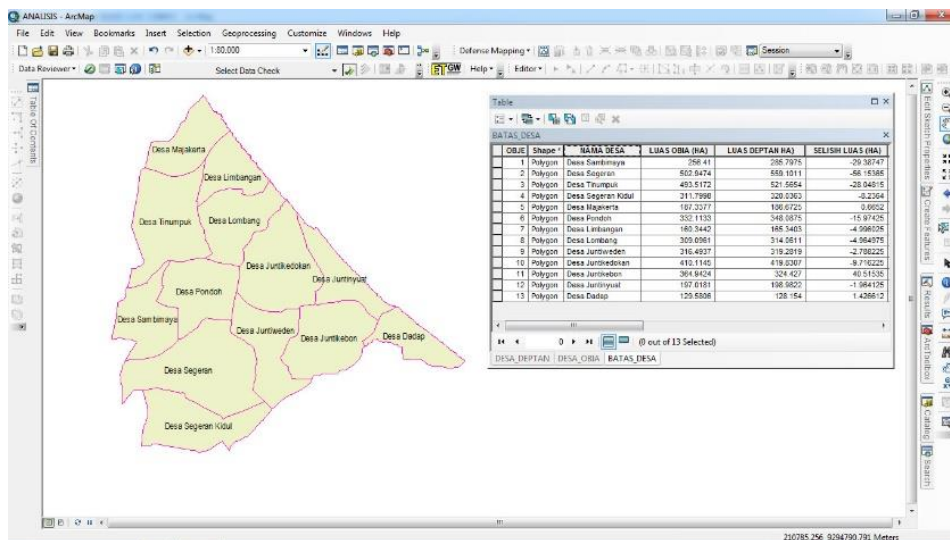 ANALISIS - ArcMap
File Edit View Bookmarks Insert Selection Geoprocessing Customize Windows Help
1:80.000 Defense Mapping Session
Data Reviewer Select Data Check ET GW Help Editor
Table Of Contents
Desa Majakerta
Desa Limbangan
Desa Tinumpuk
Desa Lombang
Desa Juntikedokan
Desa Juntinyuat
Desa Pondoh
Desa Sambimaya
Desa Juntiweden
Desa Juntikebon
Desa Dadap
Desa Segeran
Desa Segeran Kidul
Table
BATAS_DESA
OBJE Shape * NAMA DESA LUAS OBIA (HA) LUAS DEPTAN HA) SELISIH LUAS (HA)
1 Polygon Desa Sambimaya 256.41 285.7975 -29.38747
2 Polygon Desa Segeran 502.9474 559.1011 -56.15365
3 Polygon Desa Tinumpuk 493.5172 521.5654 -28.04815
4 Polygon Desa Segeran Kidul 311.7998 320.0363 -8.2364
5 Polygon Desa Majakerta 187.3377 186.6725 0.6652
6 Polygon Desa Pondoh 332.1133 348.0875 -15.97425
7 Polygon Desa Limbangan 160.3442 165.3403 -4.996025
8 Polygon Desa Lombang 309.0961 314.0611 -4.964975
9 Polygon Desa Juntiweden 316.4937 319.2819 -2.788225
10 Polygon Desa Juntikedokan 410.1145 419.8307 -9.716225
11 Polygon Desa Juntikebon 364.9424 324.427 40.51535
12 Polygon Desa Juntinyuat 197.0181 198.9822 -1.964125
13 Polygon Desa Dadap 129.5806 128.154 1.426612
0 (0 out of 13 Selected)
DESA_DEPTAN DESA_OBIA BATAS_DESA
Edit Sketch Properties
Create Features
Results
ArcToolbox
Catalog
Search
210785.256 9294790.791 Meters